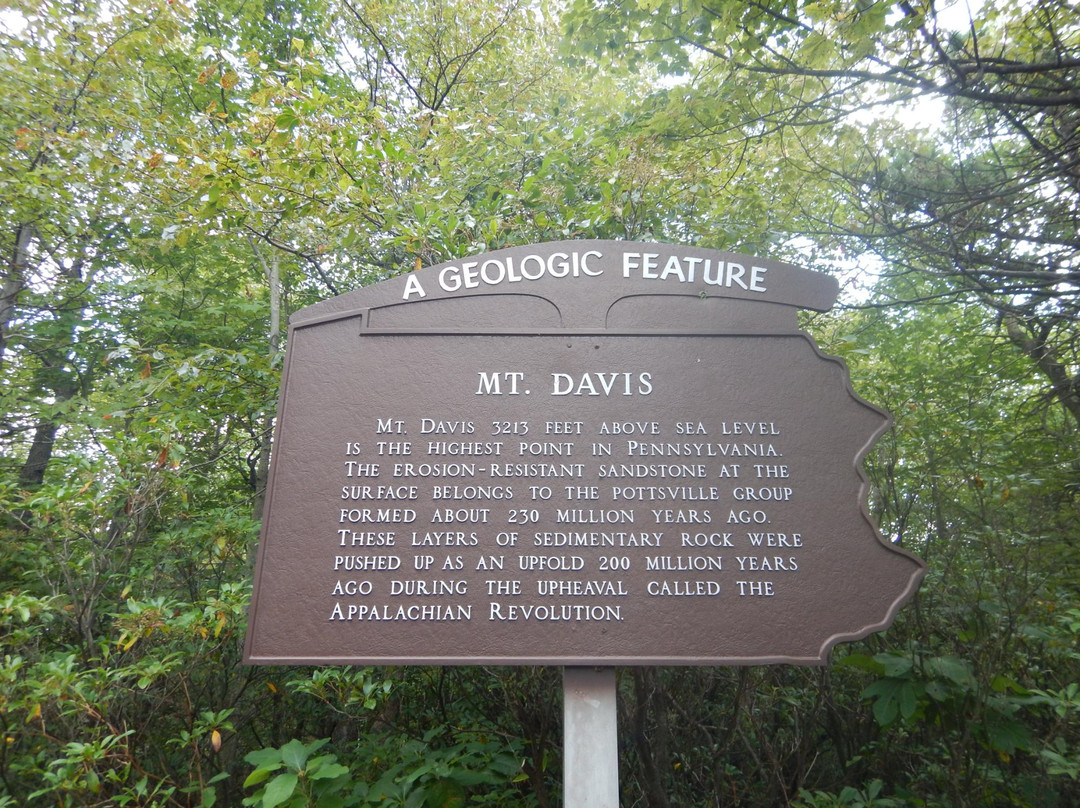 A GEOLOGIC FEATURE
MT. DAVIS
MT. DAVIS 3213 FEET ABOVE SEA LEVEL
IS THE HIGHEST POINT IN PENNSYLVANIA.
THE EROSION-RESISTANT SANDSTONE AT THE
SURFACE BELONGS TO THE POTTSVILLE GROUP
FORMED ABOUT 230 MILLION YEARS AGO.
THESE LAYERS OF SEDIMENTARY ROCK WERE
PUSHED UP AS AN UPFOLD 200 MILLION YEARS
AGO DURING THE UPHEAVAL CALLED THE
APPALACHIAN REVOLUTION.